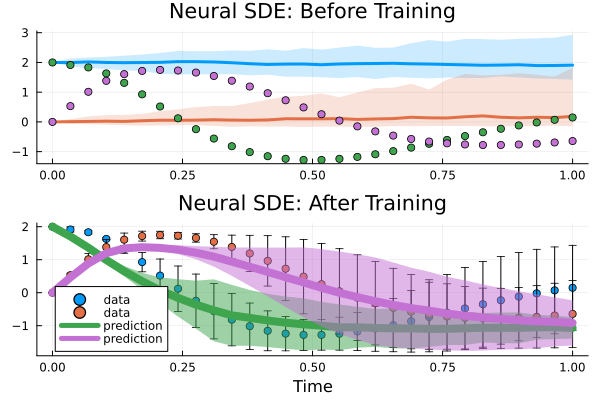 Neural SDE: Before Training
3
2
1
0
−1
0.00 0.25 0.50 0.75 1.00
Neural SDE: After Training
2
1
0
−1
data
data
prediction
prediction
0.00 0.25 0.50 0.75 1.00
Time